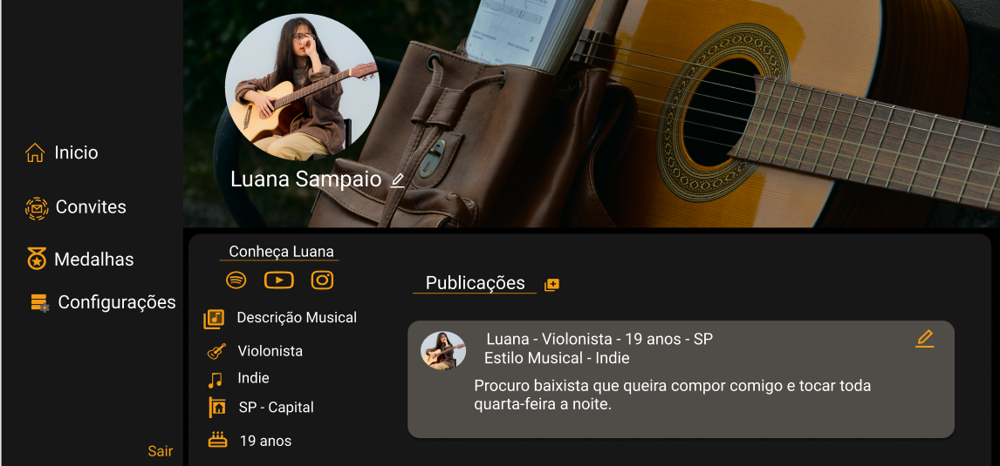 Inicio
Convites
Medalhas
Configurações
Sair
Luana Sampaio
Conheça Luana
Descrição Musical
Violonista
Indie
SP - Capital
19 anos
Publicações
Luana - Violonista - 19 anos - SP
Estilo Musical - Indie
Procuro baixista que queira compor comigo e tocar toda
quarta-feira a noite.